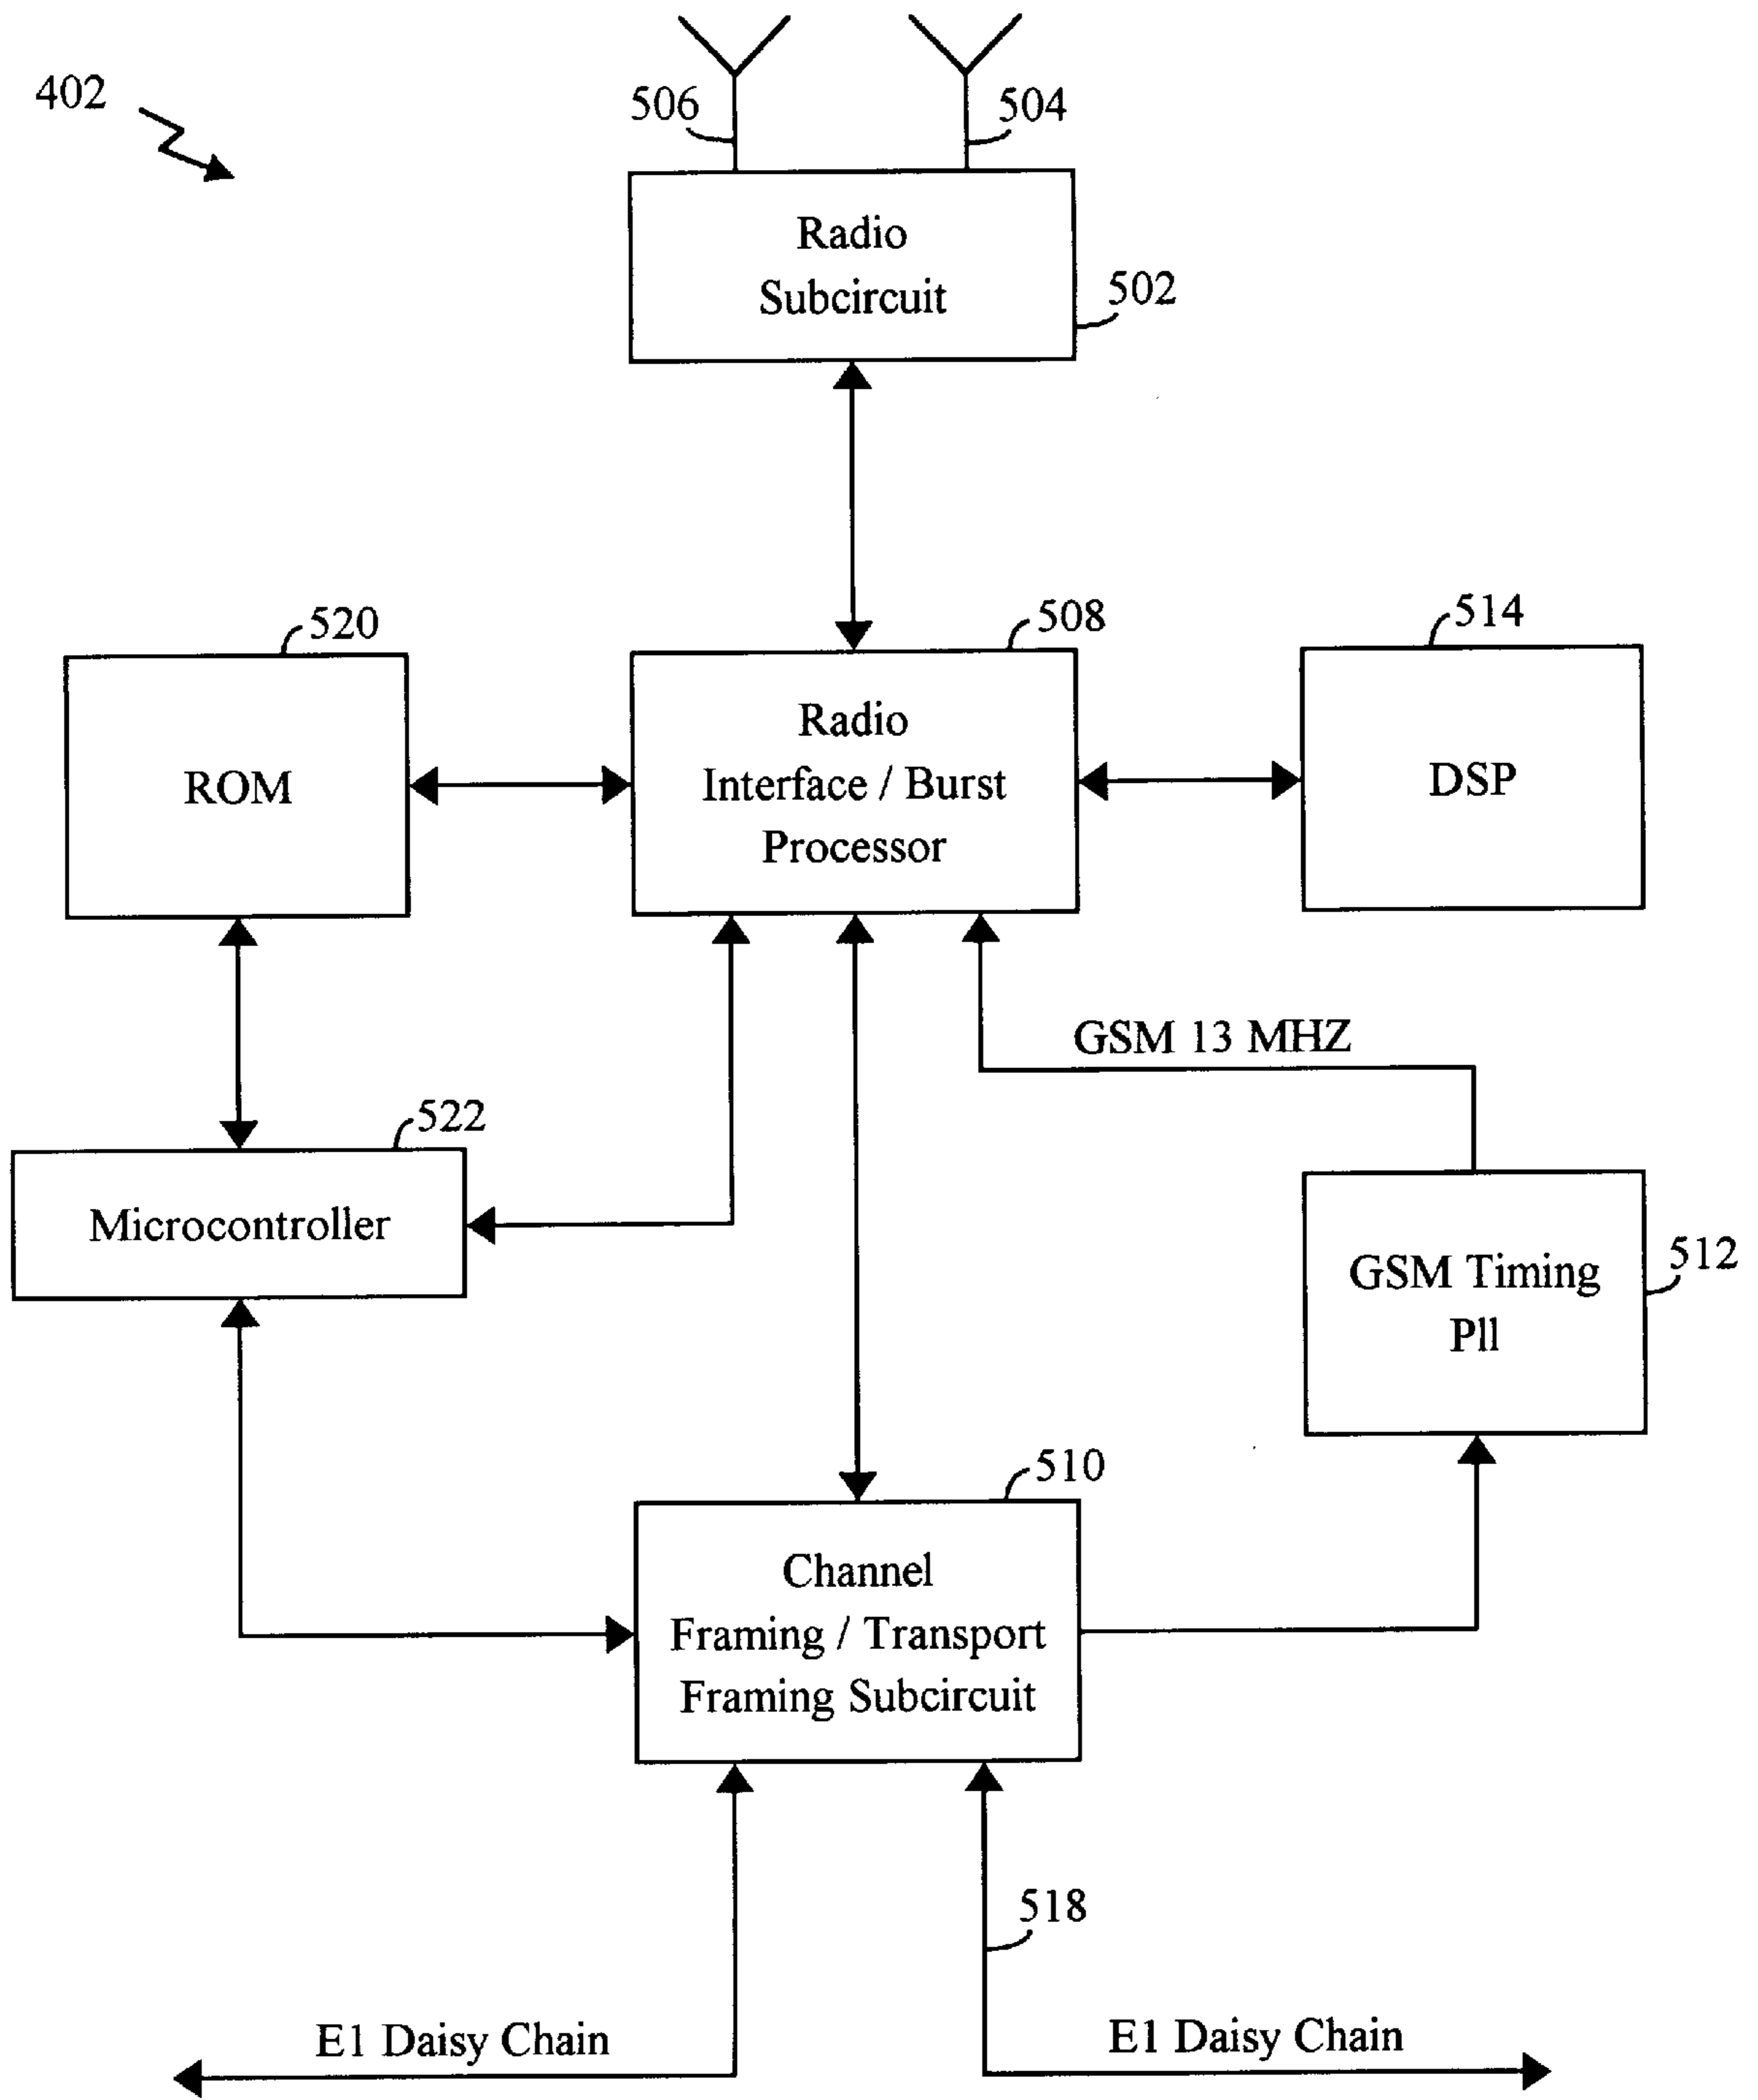 402
506
504
Radio
Subcircuit
502
520
508
514
ROM
Radio
Interface / Burst
Processor
DSP
GSM 13 MHZ
522
Microcontroller
GSM Timing
Pll
512
510
Channel
Framing / Transport
Framing Subcircuit
518
E1 Daisy Chain
E1 Daisy Chain